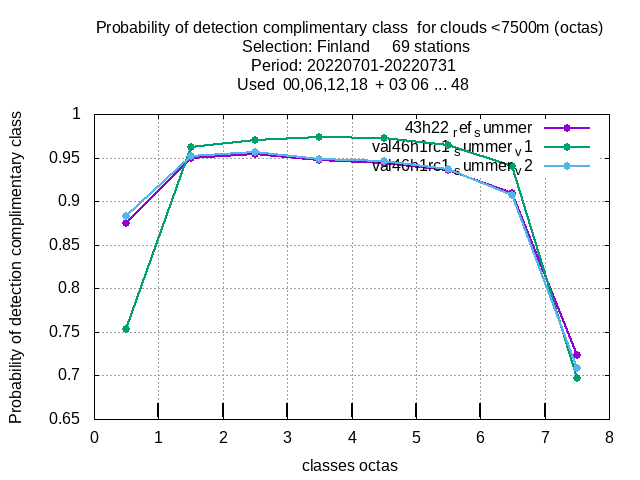 Probability of detection complimentary class  for clouds <7500m (octas)
Selection: Finland     69 stations
Period: 20220701-20220731
Used  00,06,12,18  + 03 06 ... 48
Probability of detection complimentary class
1
0.95
0.9
0.85
0.8
0.75
0.7
0.65
43h22_ref_summer
val46h1rc1_summer_v1
val46h1rc1_summer_v2
0 1 2 3 4 5 6 7 8
classes octas